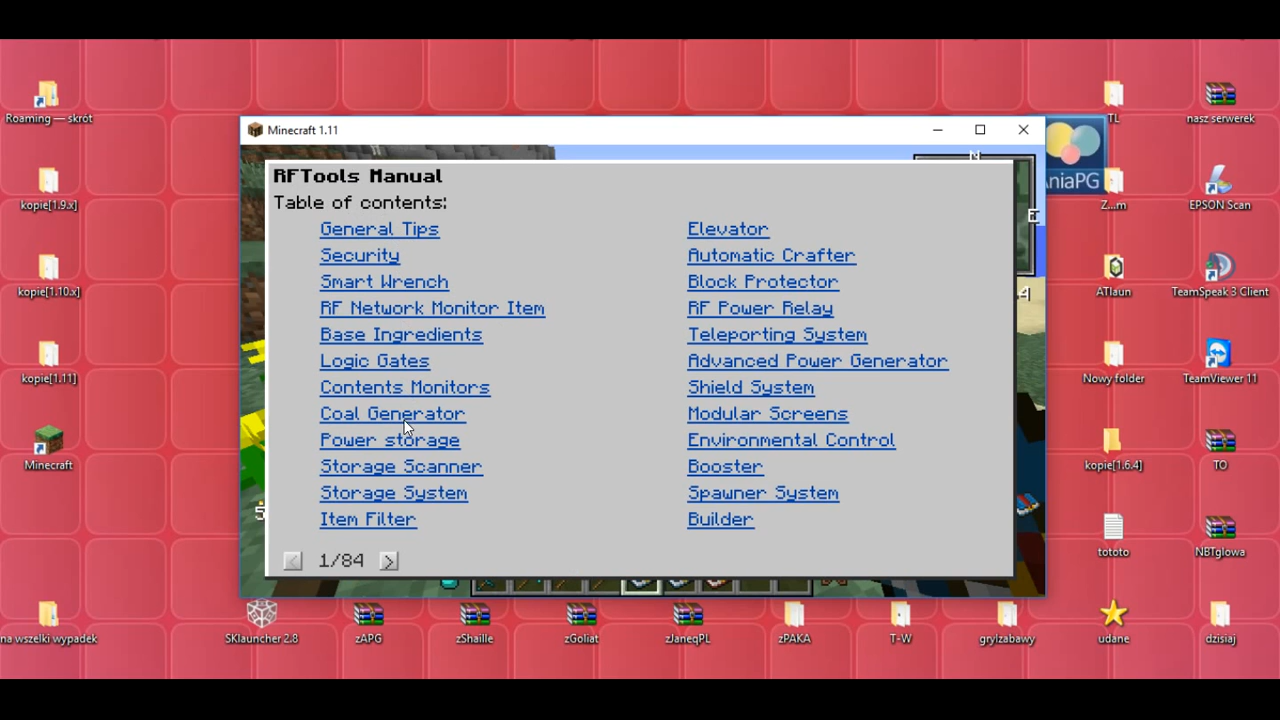 Roaming — skrót
kopie[1.9.x]
kopie[1.10.x]
kopie[1.11]
Minecraft
na wszelki wypadek
Minecraft 1.11
RFTools Manual
Table of contents:
General Tips
Security
Smart Wrench
RF Network Monitor Item
Base Ingredients
Logic Gates
Contents Monitors
Coal Generator
Power storage
Storage Scanner
Storage System
Item Filter
Elevator
Automatic Crafter
Block Protector
RF Power Relay
Teleporting System
Advanced Power Generator
Shield System
Modular Screens
Environmental Control
Booster
Spawner System
Builder
< 1/84 >
N
E
4
5
AniaPG
TL
Z...m
ATlaun
Nowy folder
kopie[1.6.4]
tototo
nasz serwerek
EPSON Scan
TeamSpeak 3 Client
TeamViewer 11
TO
NBTglowa
SKlauncher 2.8
zAPG
zShaille
zGoliat
zJaneqPL
zPAKA
T-W
gryIzabawy
udane
dzisiaj